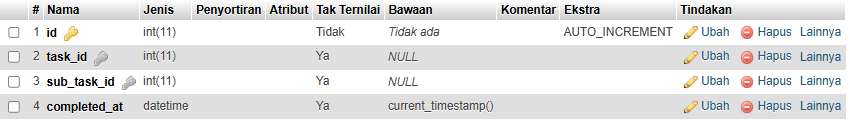 # Nama Jenis Penyortiran Atribut Tak Ternilai Bawaan Komentar Ekstra Tindakan
1 id int(11) Tidak Tidak ada AUTO_INCREMENT Ubah Hapus Lainnya
2 task_id int(11) Ya NULL Ubah Hapus Lainnya
3 sub_task_id int(11) Ya NULL Ubah Hapus Lainnya
4 completed_at datetime Ya current_timestamp() Ubah Hapus Lainnya